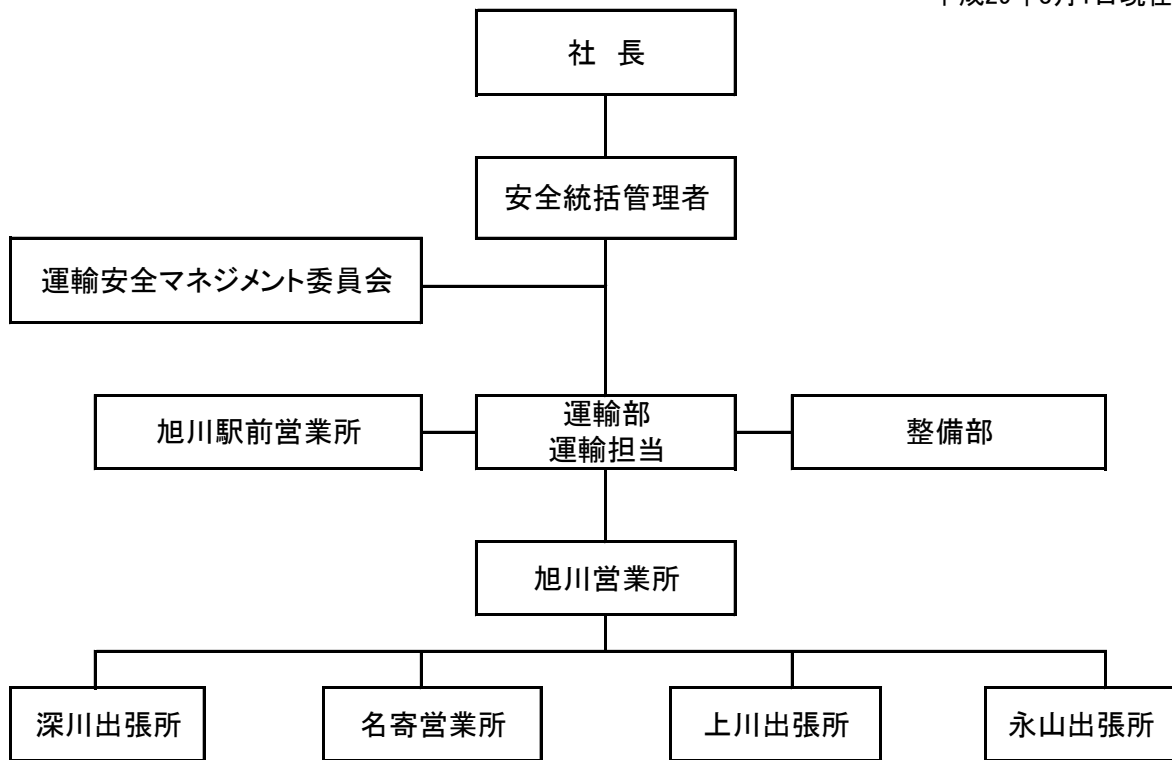 社 長
安全統括管理者
運輸安全マネジメント委員会
旭川駅前営業所
運輸部
運輸担当
整備部
旭川営業所
深川出張所
名寄営業所
上川出張所
永山出張所